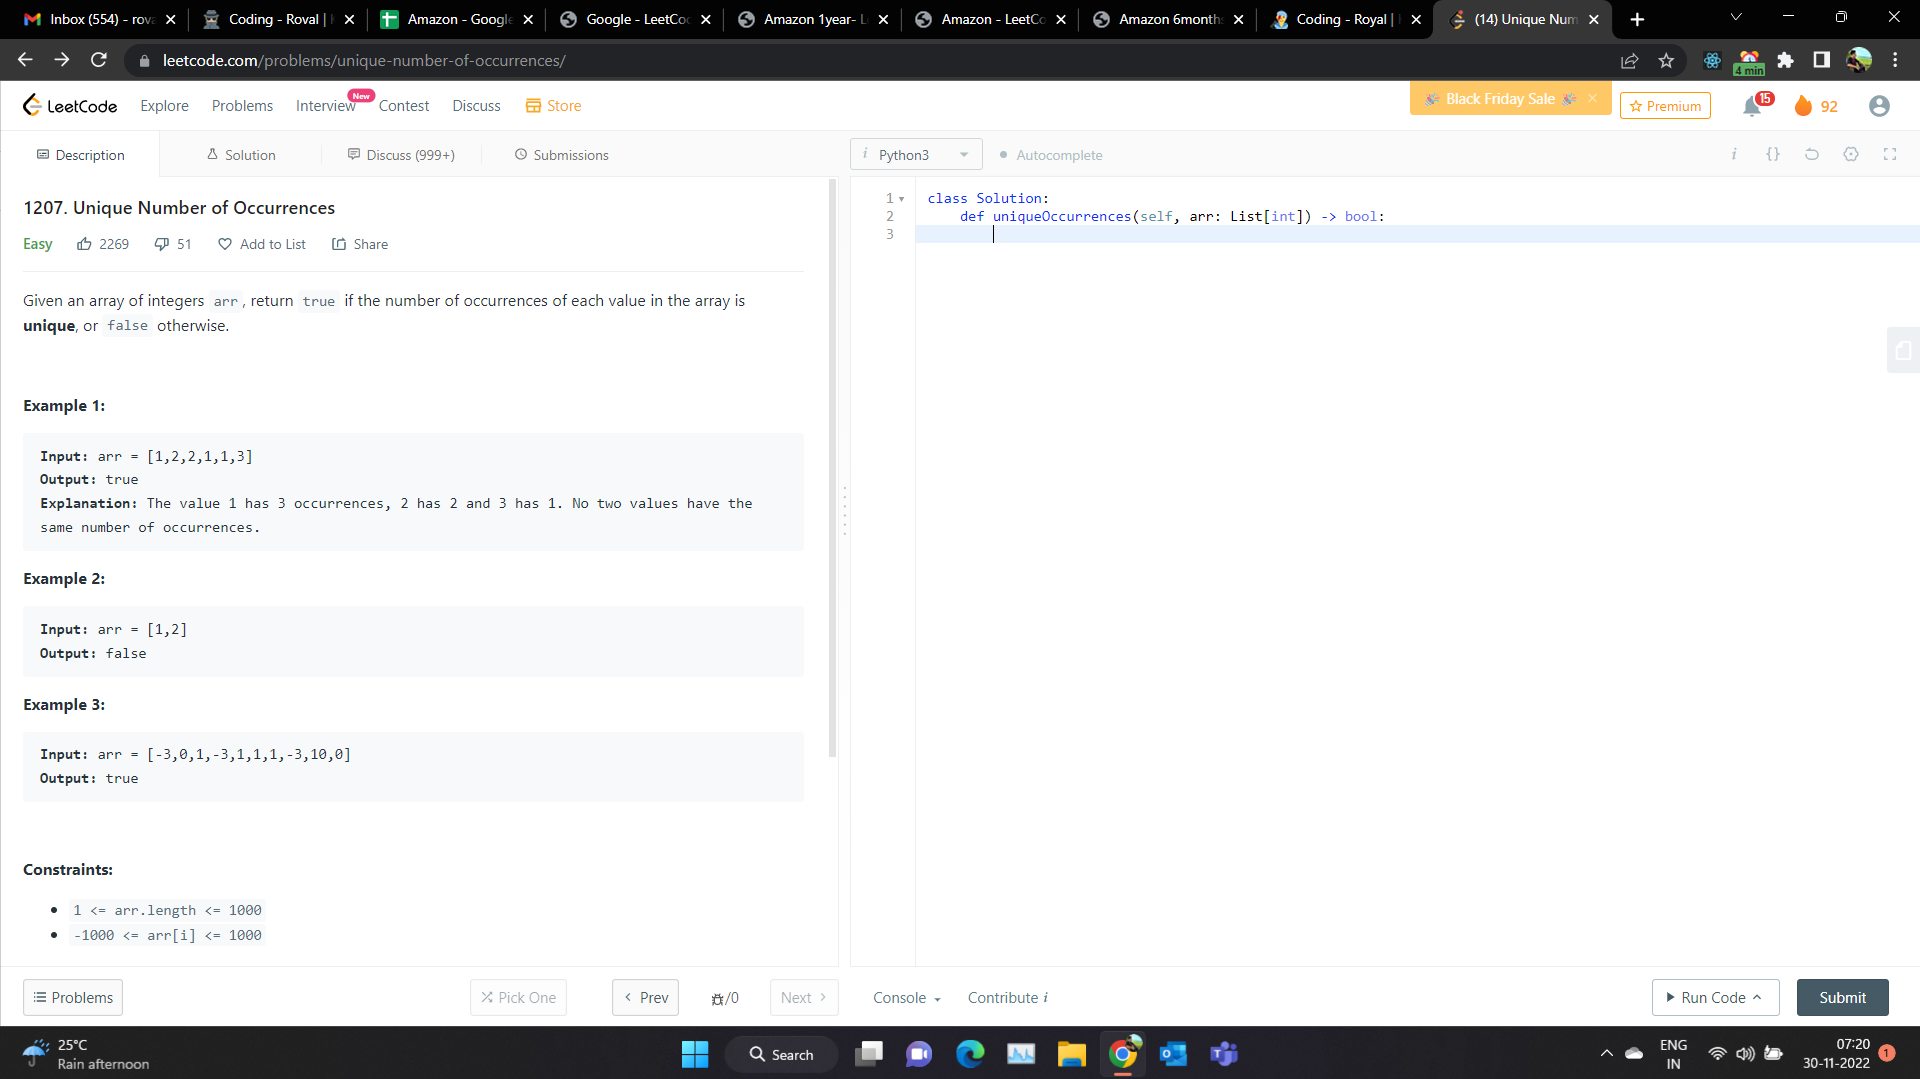 Inbox (554) - rova
Coding - Roval |
Amazon - Google
Google - LeetCo
Amazon 1year- L
Amazon - LeetCo
Amazon 6months
Coding - Royal |
(14) Unique Num
leetcode.com/problems/unique-number-of-occurrences/
4 min
LeetCode
Explore
Problems
Interview
New
Contest
Discuss
Store
Black Friday Sale
Premium
15
92
Description
Solution
Discuss (999+)
Submissions
i Python3
Autocomplete
i {}
1207. Unique Number of Occurrences
Easy 2269 51 Add to List Share
Given an array of integers arr, return true if the number of occurrences of each value in the array is
unique, or false otherwise.
Example 1:
Input: arr = [1,2,2,1,1,3]
Output: true
Explanation: The value 1 has 3 occurrences, 2 has 2 and 3 has 1. No two values have the
same number of occurrences.
Example 2:
Input: arr = [1,2]
Output: false
Example 3:
Input: arr = [-3,0,1,-3,1,1,1,-3,10,0]
Output: true
Constraints:
1 <= arr.length <= 1000
-1000 <= arr[i] <= 1000
1 class Solution:
2 def uniqueOccurrences(self, arr: List[int]) -> bool:
3
Problems
Pick One
Prev
/0
Next
Console
Contribute i
Run Code
Submit
25°C
Rain afternoon
Search
ENG
IN
07:20
30-11-2022
1